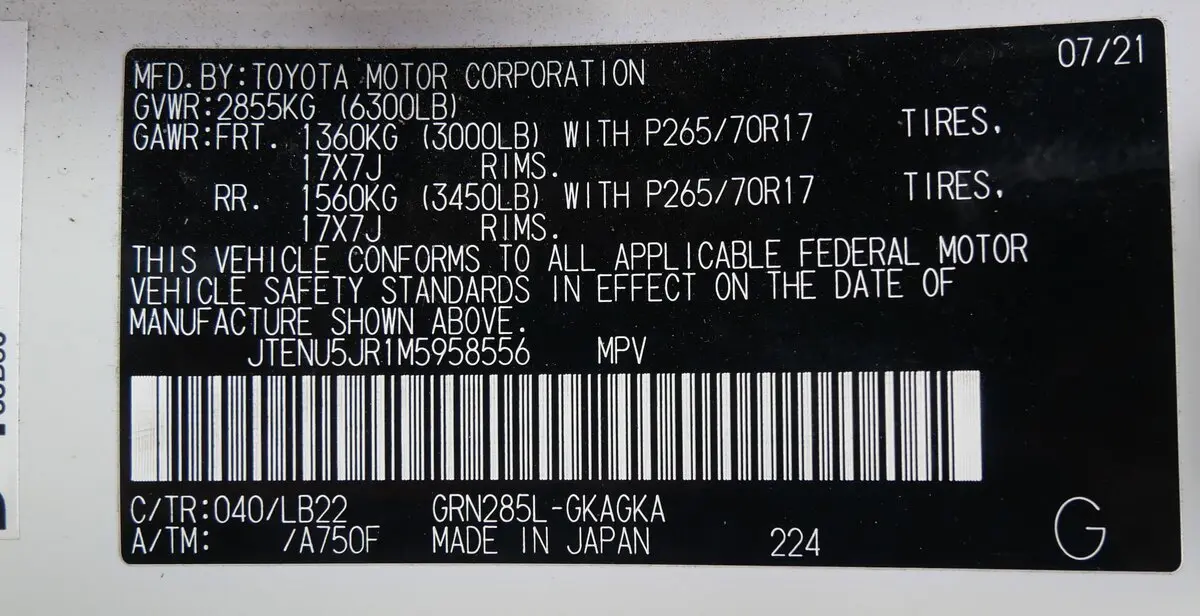 07/21
MFD.BY:TOYOTA MOTOR CORPORATION
GVWR:2855KG (6300LB)
GAWR:FRT. 1360KG (3000LB) WITH P265/70R17 TIRES,
17X7J RIMS.
RR. 1560KG (3450LB) WITH P265/70R17 TIRES,
17X7J RIMS.
THIS VEHICLE CONFORMS TO ALL APPLICABLE FEDERAL MOTOR
VEHICLE SAFETY STANDARDS IN EFFECT ON THE DATE OF
MANUFACTURE SHOWN ABOVE.
JTENU5JR1M5958556 MPV
C/TR:040/LB22 GRN285L-GKAGKA
A/TM: /A750F MADE IN JAPAN 224
G